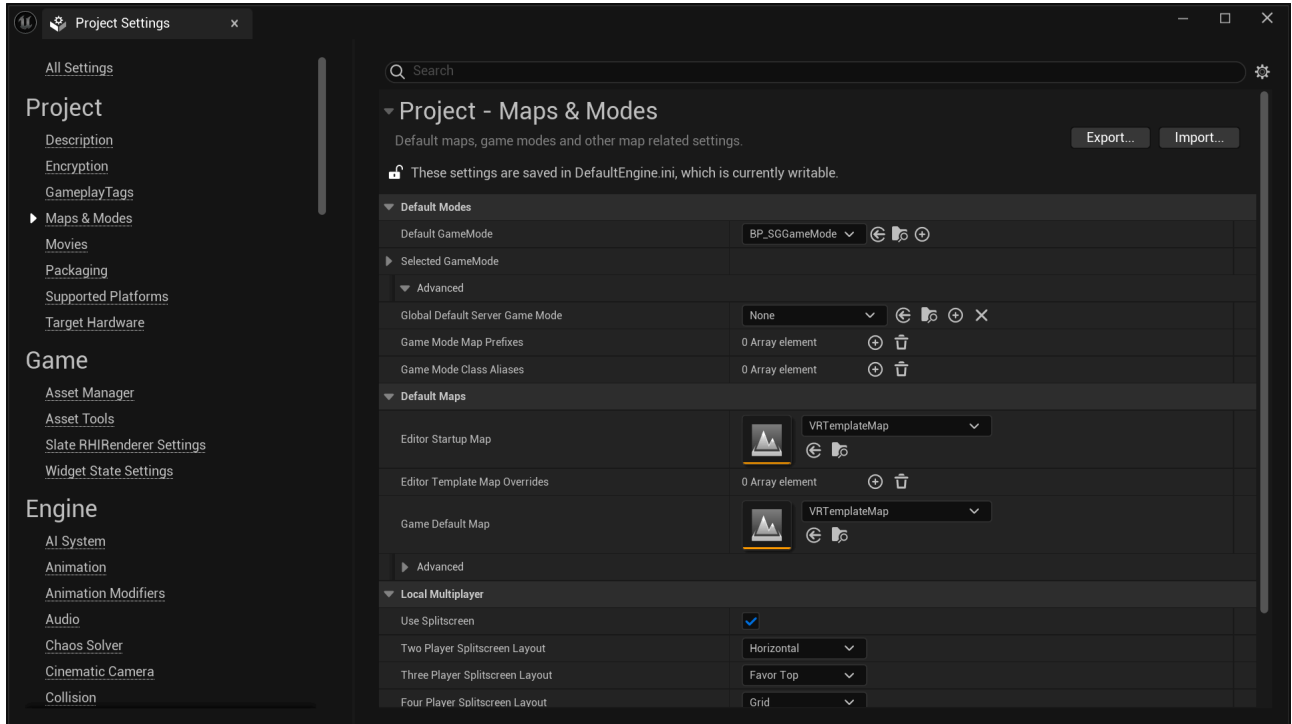 Project Settings
All Settings
Project
Description
Encryption
GameplayTags
Maps & Modes
Movies
Packaging
Supported Platforms
Target Hardware
Game
Asset Manager
Asset Tools
Slate RHIRenderer Settings
Widget State Settings
Engine
AI System
Animation
Animation Modifiers
Audio
Chaos Solver
Cinematic Camera
Collision
Search
Project - Maps & Modes
Default maps, game modes and other map related settings.
Export... Import...
These settings are saved in DefaultEngine.ini, which is currently writable.
Default Modes
Default GameMode BP_SGGameMode
Selected GameMode
Advanced
Global Default Server Game Mode None
Game Mode Map Prefixes 0 Array element
Game Mode Class Aliases 0 Array element
Default Maps
Editor Startup Map VRTemplateMap
Editor Template Map Overrides 0 Array element
Game Default Map VRTemplateMap
Advanced
Local Multiplayer
Use Splitscreen
Two Player Splitscreen Layout Horizontal
Three Player Splitscreen Layout Favor Top
Four Player Splitscreen Layout Grid